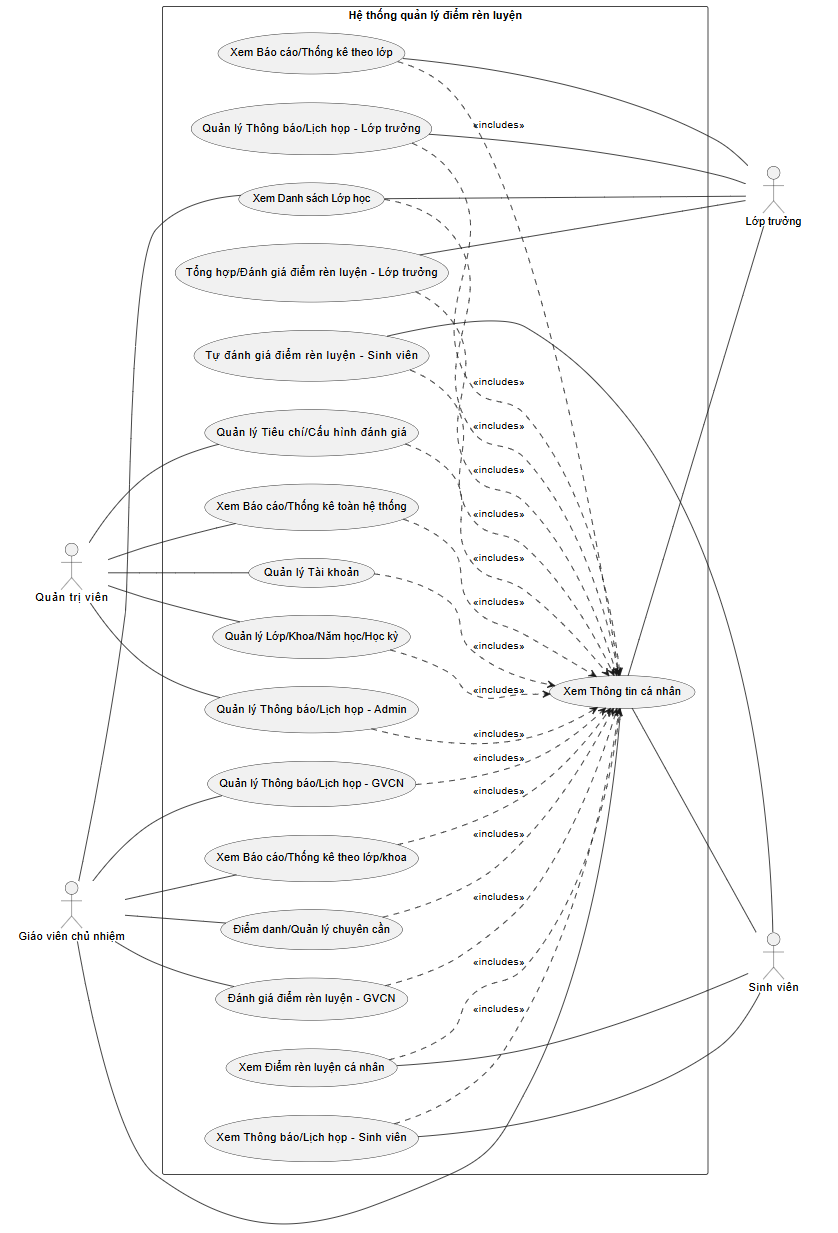 Hệ thống quản lý điểm rèn luyện
Xem Báo cáo/Thống kê theo lớp
«includes»
Quản lý Thông báo/Lịch họp - Lớp trưởng
Xem Danh sách Lớp học
Lớp trưởng
Tổng hợp/Đánh giá điểm rèn luyện - Lớp trưởng
Tự đánh giá điểm rèn luyện - Sinh viên
«includes»
«includes»
Quản lý Tiêu chí/Cấu hình đánh giá
«includes»
Xem Báo cáo/Thống kê toàn hệ thống
«includes»
«includes»
Quản lý Tài khoản
Quản trị viên
«includes»
Quản lý Lớp/Khoa/Năm học/Học kỳ
«includes»
«includes»
Xem Thông tin cá nhân
Quản lý Thông báo/Lịch họp - Admin
«includes»
«includes»
Quản lý Thông báo/Lịch họp - GVCN
«includes»
«includes»
Xem Báo cáo/Thống kê theo lớp/khoa
«includes»
Điểm danh/Quản lý chuyên cần
Giáo viên chủ nhiệm
«includes»
Sinh viên
Đánh giá điểm rèn luyện - GVCN
«includes»
Xem Điểm rèn luyện cá nhân
Xem Thông báo/Lịch họp - Sinh viên